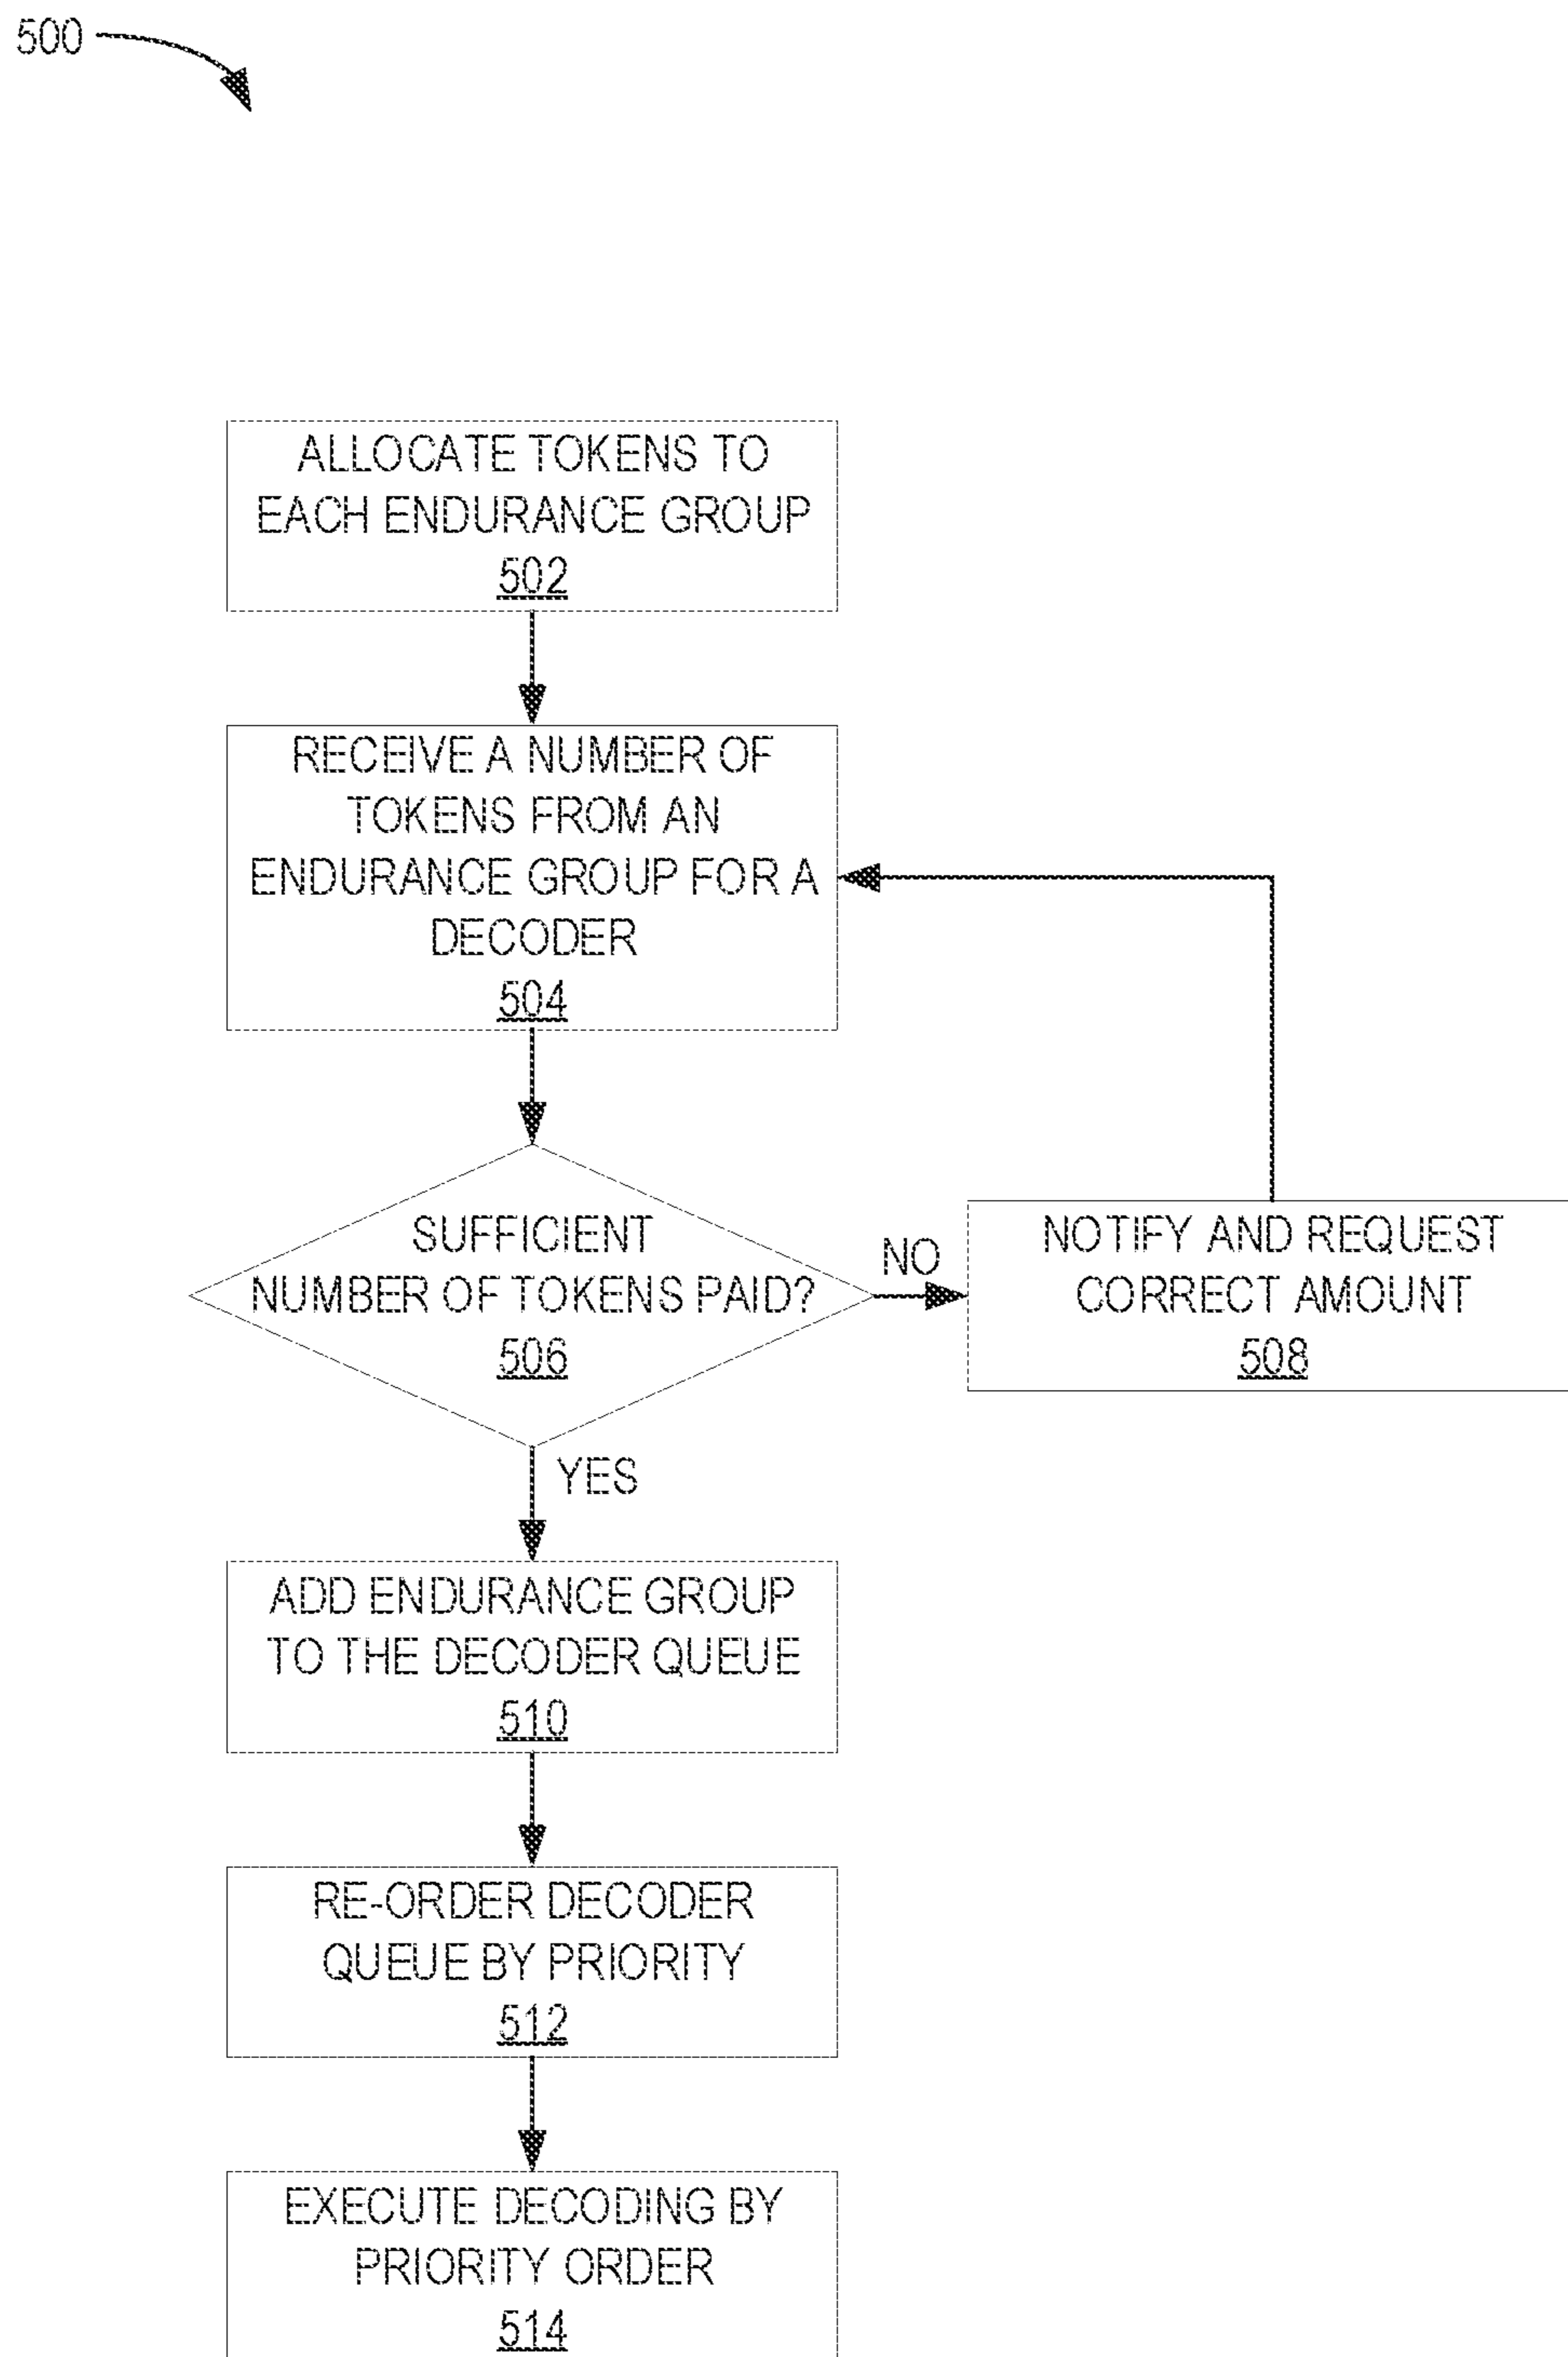 500
ALLOCATE TOKENS TO
EACH ENDURANCE GROUP
502
RECEIVE A NUMBER OF
TOKENS FROM AN
ENDURANCE GROUP FOR A
DECODER
504
SUFFICIENT
NUMBER OF TOKENS PAID?
506
NO
NOTIFY AND REQUEST
CORRECT AMOUNT
508
YES
ADD ENDURANCE GROUP
TO THE DECODER QUEUE
510
RE-ORDER DECODER
QUEUE BY PRIORITY
512
EXECUTE DECODING BY
PRIORITY ORDER
514